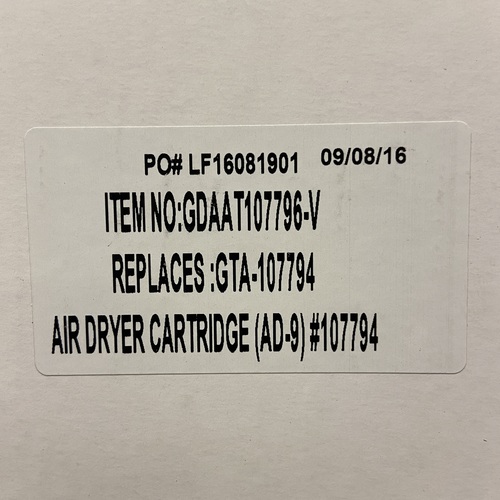 PO# LF16081901 09/08/16
ITEM NO:GDAAT107796-V
REPLACES :GTA-107794
AIR DRYER CARTRIDGE (AD-9) #107794